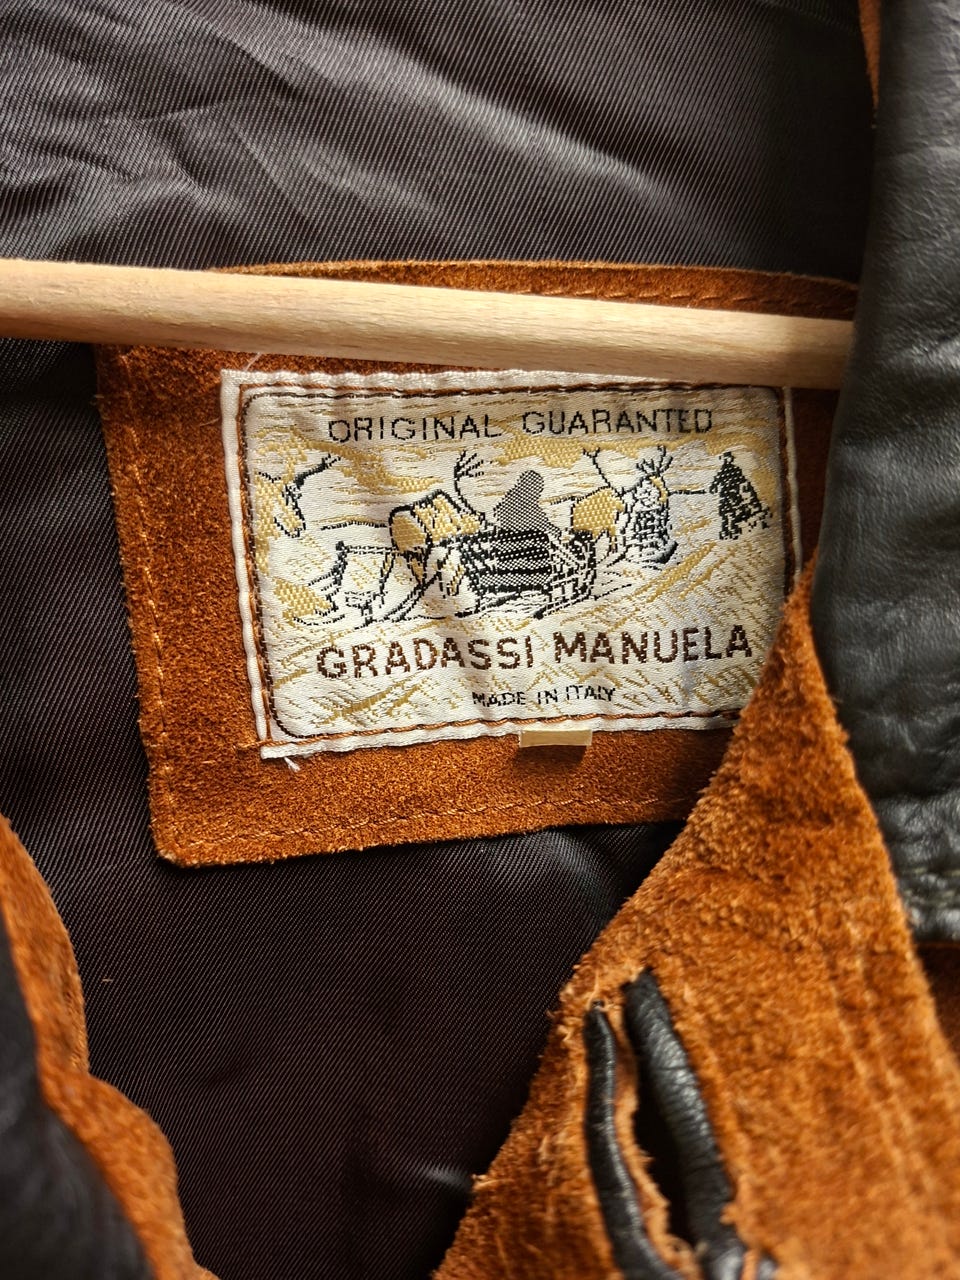 ORIGINAL GUARANTED
GRADASSI MANUELA
MADE IN ITALY